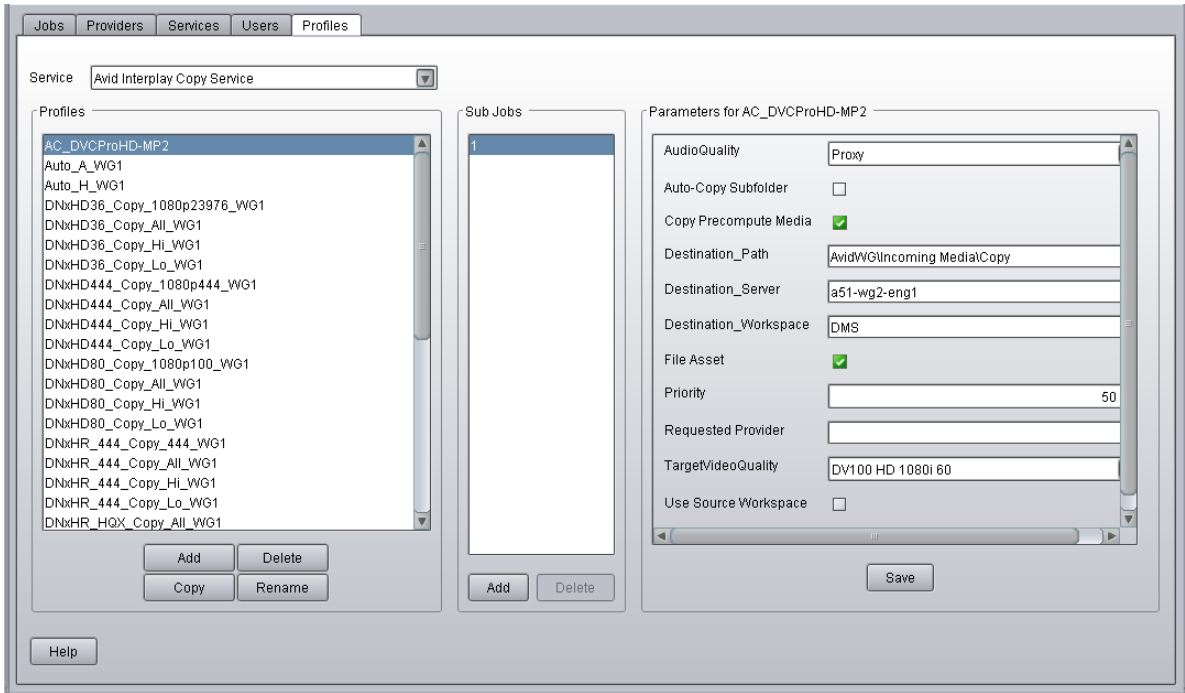 Jobs Providers Services Users Profiles
Service Avid Interplay Copy Service
Profiles
AC_DVCProHD-MP2
Auto_A_WG1
Auto_H_WG1
DNxHD36_Copy_1080p23976_WG1
DNxHD36_Copy_All_WG1
DNxHD36_Copy_Hi_WG1
DNxHD36_Copy_Lo_WG1
DNxHD444_Copy_1080p444_WG1
DNxHD444_Copy_All_WG1
DNxHD444_Copy_Hi_WG1
DNxHD444_Copy_Lo_WG1
DNxHD80_Copy_1080p100_WG1
DNxHD80_Copy_All_WG1
DNxHD80_Copy_Hi_WG1
DNxHD80_Copy_Lo_WG1
DNxHR_444_Copy_444_WG1
DNxHR_444_Copy_All_WG1
DNxHR_444_Copy_Hi_WG1
DNxHR_444_Copy_Lo_WG1
DNxHR_HQX_Copy_All_WG1
Add Delete
Copy Rename
Sub Jobs
1
Add Delete
Parameters for AC_DVCProHD-MP2
AudioQuality Proxy
Auto-Copy Subfolder
Copy Precompute Media
Destination_Path AvidWG\Incoming Media\Copy
Destination_Server a51-wg2-eng1
Destination_Workspace DMS
File Asset
Priority 50
Requested Provider
TargetVideoQuality DV100 HD 1080i 60
Use Source Workspace
Save
Help